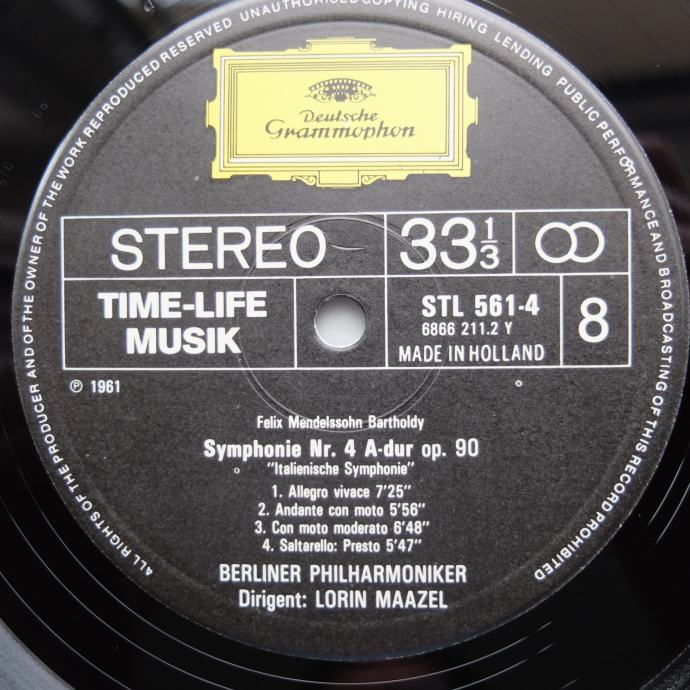 ALL RIGHTS OF THE PRODUCER AND OF THE OWNER OF THE WORK REPRODUCED RESERVED UNAUTHORISED COPYING HIRING LENDING PUBLIC PERFORMANCE AND BROADCASTING OF THIS RECORD PROHIBITED
Deutsche
Grammophon
STEREO
33 1/3
TIME-LIFE
MUSIK
STL 561-4
6866 211.2 Y
MADE IN HOLLAND
8
℗ 1961
Felix Mendelssohn Bartholdy
Symphonie Nr. 4 A-dur op. 90
"Italienische Symphonie"
1. Allegro vivace 7'25"
2. Andante con moto 5'56"
3. Con moto moderato 6'48"
4. Saltarello: Presto 5'47"
BERLINER PHILHARMONIKER
Dirigent: LORIN MAAZEL